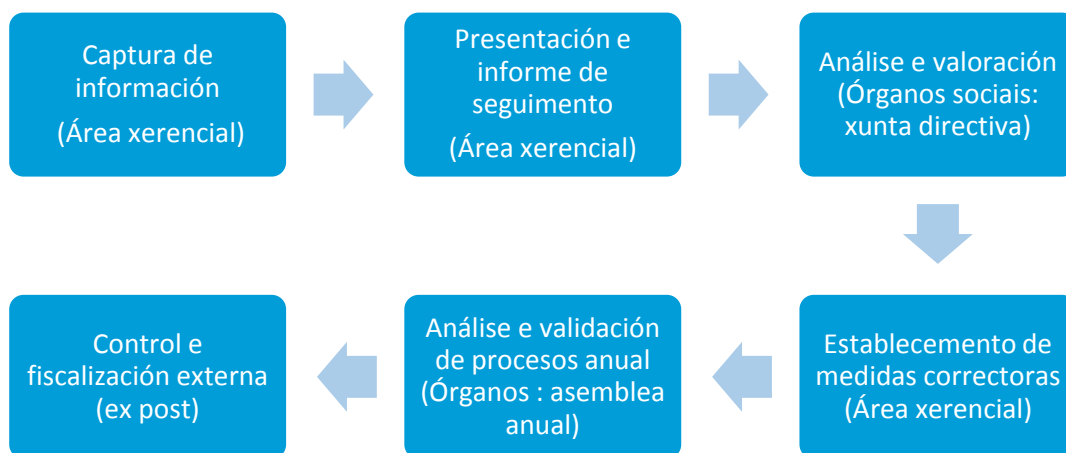 Captura de
información
(Área xerencial)
Presentación e
informe de
seguimento
(Área xerencial)
Análise e valoración
(Órganos sociais:
xunta directiva)
Establecemento de
medidas correctoras
(Área xerencial)
Análise e validación
de procesos anual
(Órganos : asemblea
anual)
Control e
fiscalización externa
(ex post)